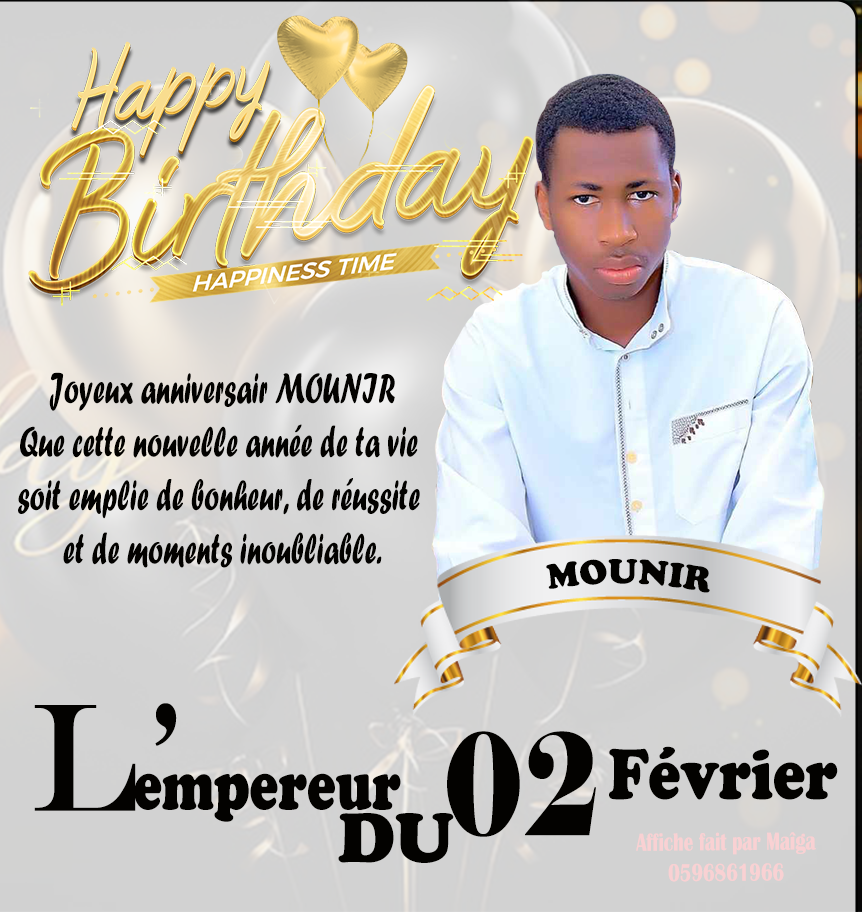 Happy
Birthday
HAPPINESS TIME
Joyeux anniversair MOUNIR
Que cette nouvelle année de ta vie
soit emplie de bonheur, de réussite
et de moments inoubliable.
MOUNIR
L'empereur
DU 02 Février
Affiche fait par Maiga
0596861966